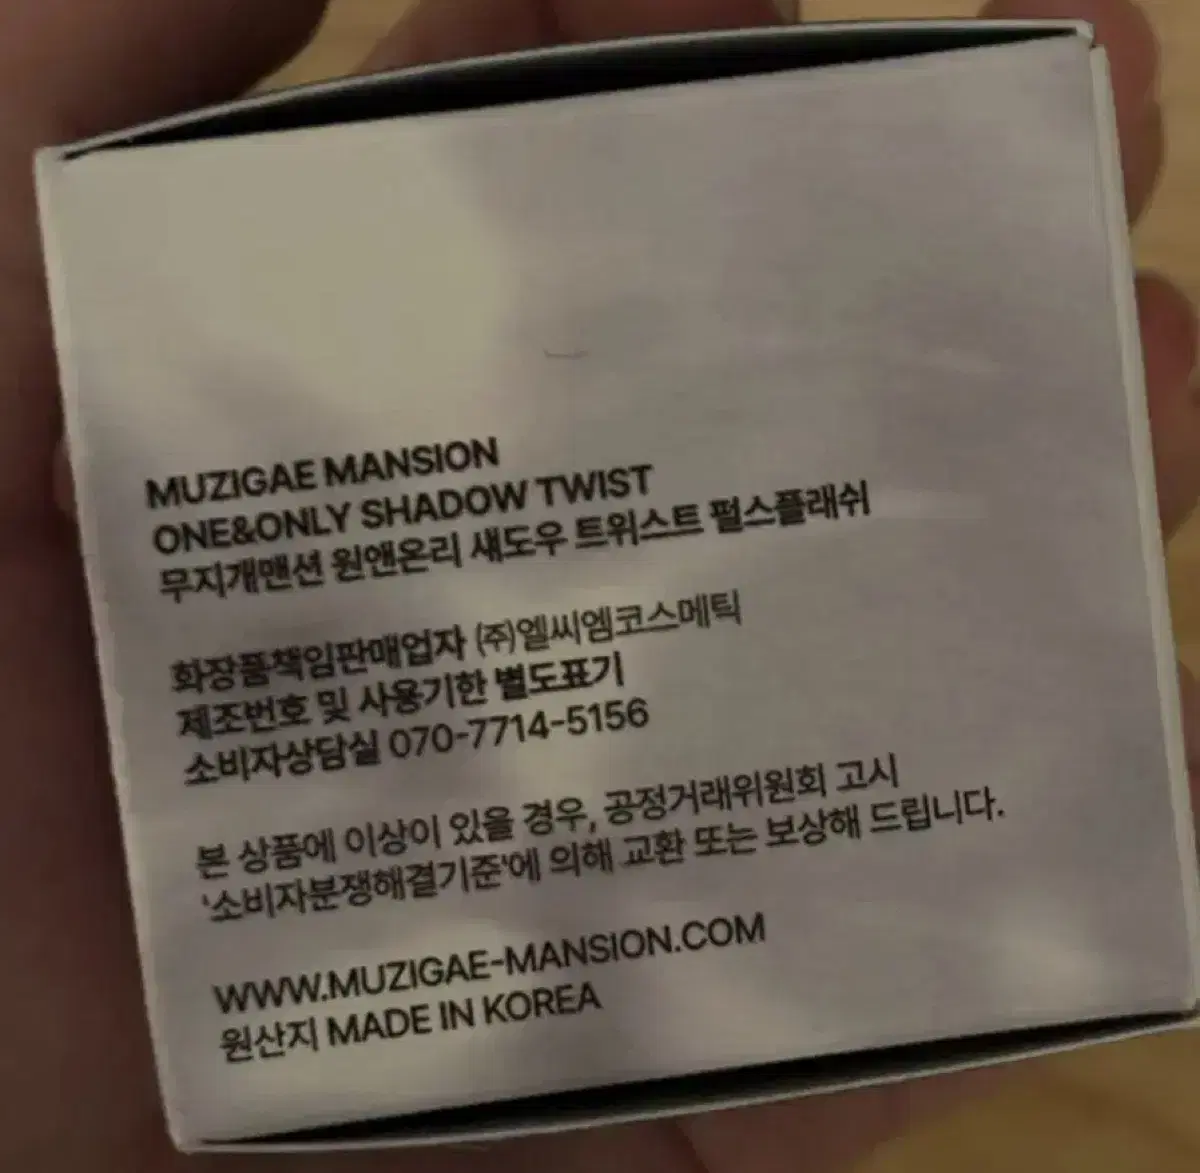 MUZIGAE MANSION
ONE&ONLY SHADOW TWIST
무지개맨션 원앤온리 섀도우 트위스트 펄스플래쉬
화장품책임판매업자 (주)엘씨엠코스메틱
제조번호 및 사용기한 별도표기
소비자상담실 070-7714-5156
본 상품에 이상이 있을 경우, 공정거래위원회 고시
'소비자분쟁해결기준'에 의해 교환 또는 보상해 드립니다.
WWW.MUZIGAE-MANSION.COM
원산지 MADE IN KOREA